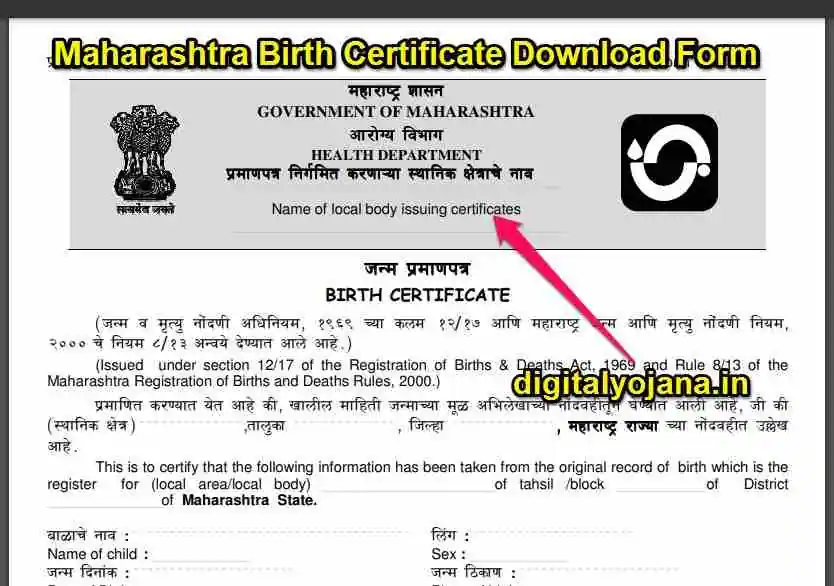 Maharashtra Birth Certificate Download Form
महाराष्ट्र शासन
GOVERNMENT OF MAHARASHTRA
आरोग्य विभाग
HEALTH DEPARTMENT
प्रमाणपत्र निर्गमित करणाऱ्या स्थानिक क्षेत्राचे नाव
सत्यमेव जयते
Name of local body issuing certificates
जन्म प्रमाणपत्र
BIRTH CERTIFICATE
(जन्म व मृत्यु नोंदणी अधिनियम, १९६९ च्या कलम १२/१७ आणि महाराष्ट्र जन्म आणि मृत्यु नोंदणी नियम,
२००० चे नियम ८/१३ अन्वये देण्यात आले आहे.)
(Issued under section 12/17 of the Registration of Births & Deaths Act, 1969 and Rule 8/13 of the
Maharashtra Registration of Births and Deaths Rules, 2000.)
digitalyojana.in
प्रमाणित करण्यात येत आहे की, खालील माहिती जन्माच्या मूळ अभिलेखाच्या नोंदवहीतून घेण्यात आली आहे, जी की
(स्थानिक क्षेत्र) ,तालुका , जिल्हा , महाराष्ट्र राज्या च्या नोंदवहीत उल्लेख
आहे.
This is to certify that the following information has been taken from the original record of birth which is the
register for (local area/local body) of tahsil /block of District
of Maharashtra State.
बाळाचे नाव : लिंग :
Name of child : Sex :
जन्म दिनांक : जन्म ठिकाण :